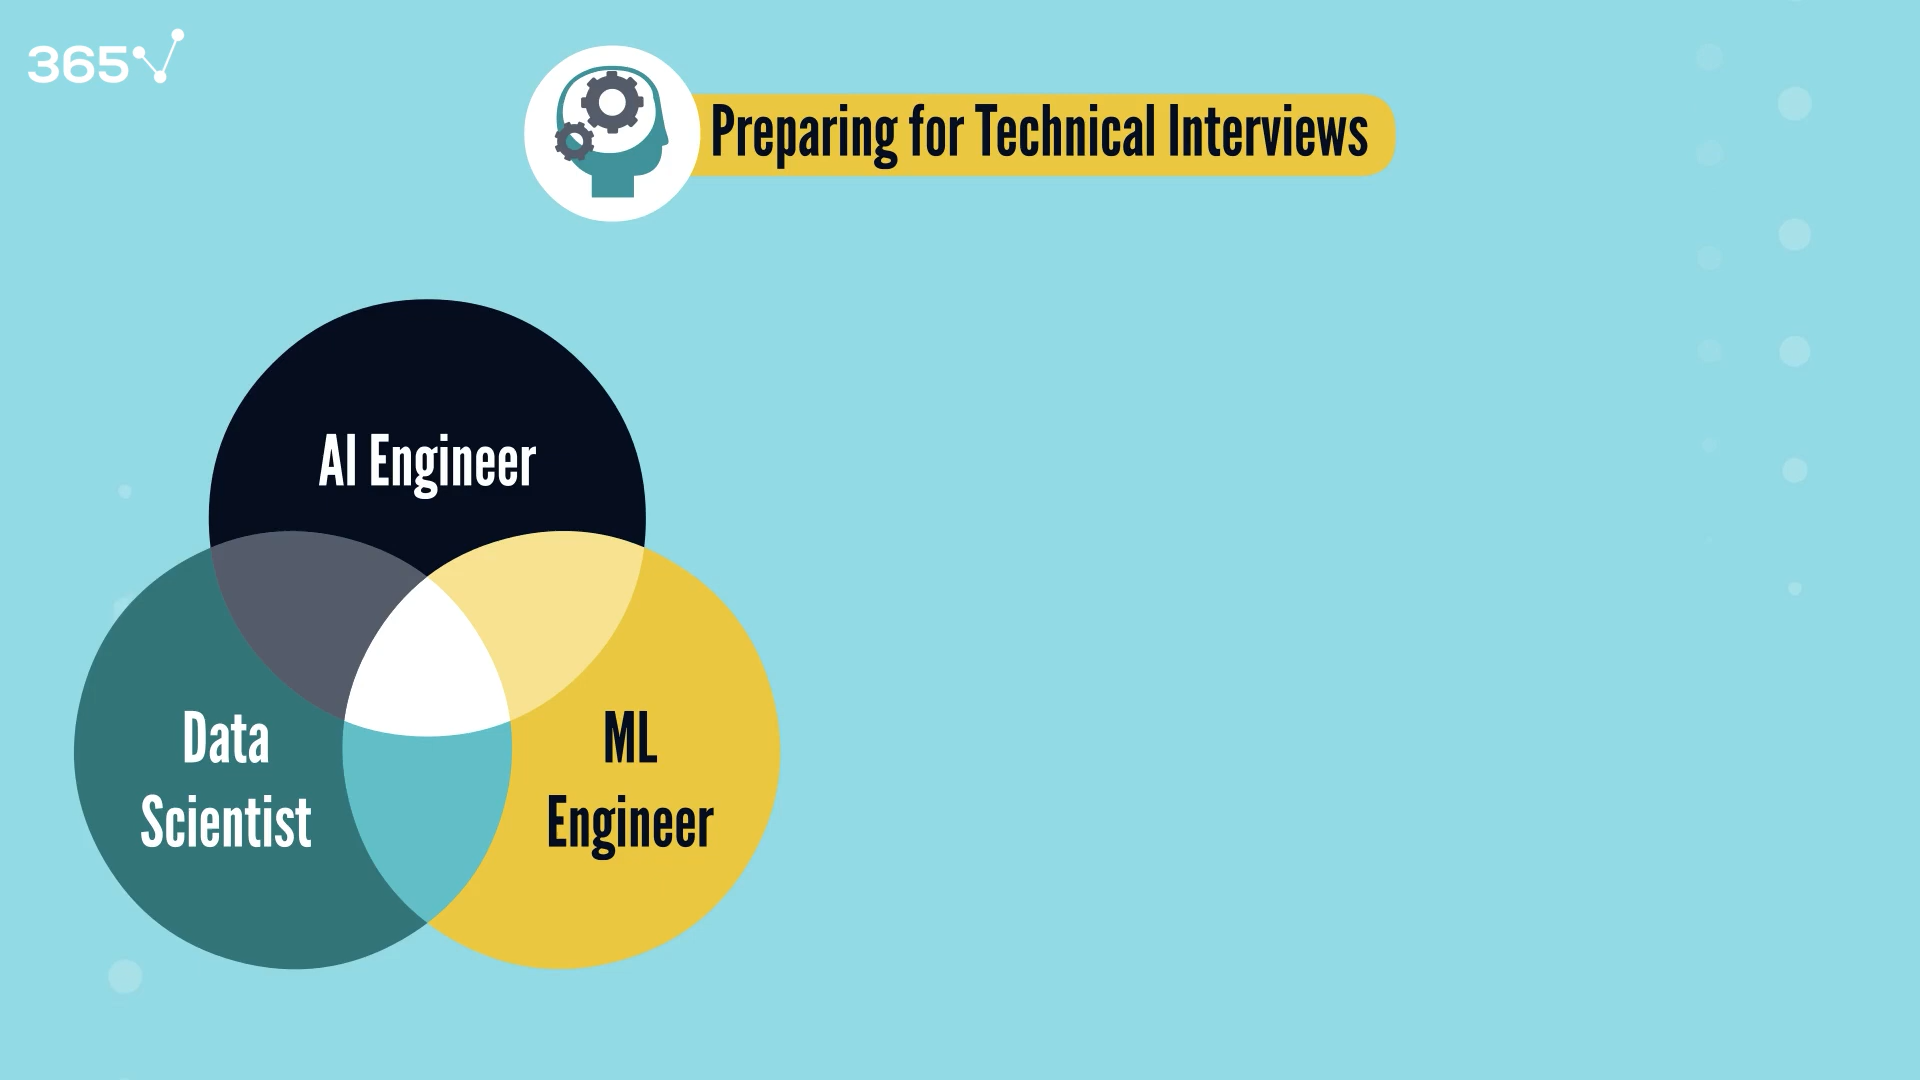 365
Preparing for Technical Interviews
AI Engineer
Data
Scientist
ML
Engineer